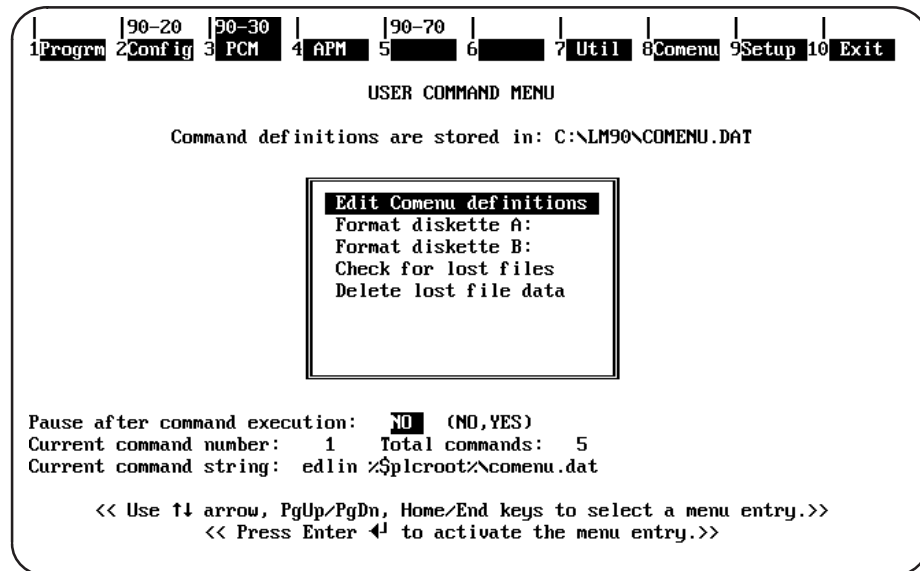 |90-20 |90-30 | |90-70 | | | | |
1Progrm 2Config 3 PCM 4 APM 5 6 7 Util 8Comenu 9Setup 10 Exit
USER COMMAND MENU
Command definitions are stored in: C:\LM90\COMENU.DAT
Edit Comenu definitions
Format diskette A:
Format diskette B:
Check for lost files
Delete lost file data
Pause after command execution: NO (NO,YES)
Current command number: 1 Total commands: 5
Current command string: edlin %$plcroot%\comenu.dat
<< Use ↑↓ arrow, PgUp/PgDn, Home/End keys to select a menu entry.>>
<< Press Enter ↵ to activate the menu entry.>>